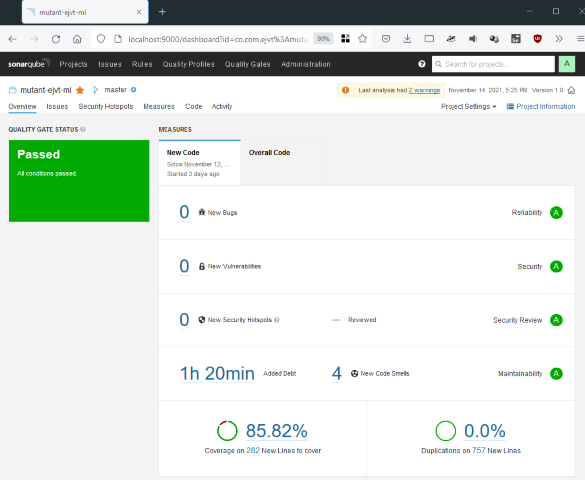 mutant-ejvt-ml
localhost:9000/dashboard?id=co.com.ejvt%3Amuta
90%
sonarqube Projects Issues Rules Quality Profiles Quality Gates Administration
Search for projects...
A
mutant-ejvt-ml master
Last analysis had 2 warnings November 14, 2021, 5:25 PM Version 1.0
Overview Issues Security Hotspots Measures Code Activity
Project Settings Project Information
QUALITY GATE STATUS
MEASURES
Passed
All conditions passed.
New Code
Since November 12, ...
Started 3 days ago
Overall Code
0 New Bugs Reliability A
0 New Vulnerabilities Security A
0 New Security Hotspots — Reviewed Security Review A
1h 20min Added Debt 4 New Code Smells Maintainability A
85.82%
Coverage on 282 New Lines to cover
0.0%
Duplications on 757 New Lines